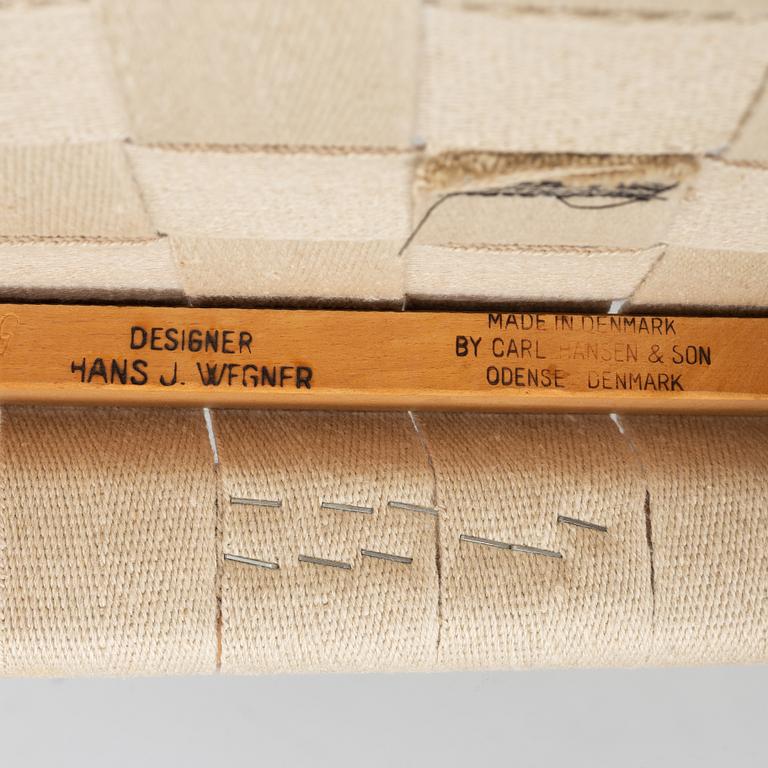 DESIGNER
HANS J. WEGNER
MADE IN DENMARK
BY CARL HANSEN & SON
ODENSE DENMARK